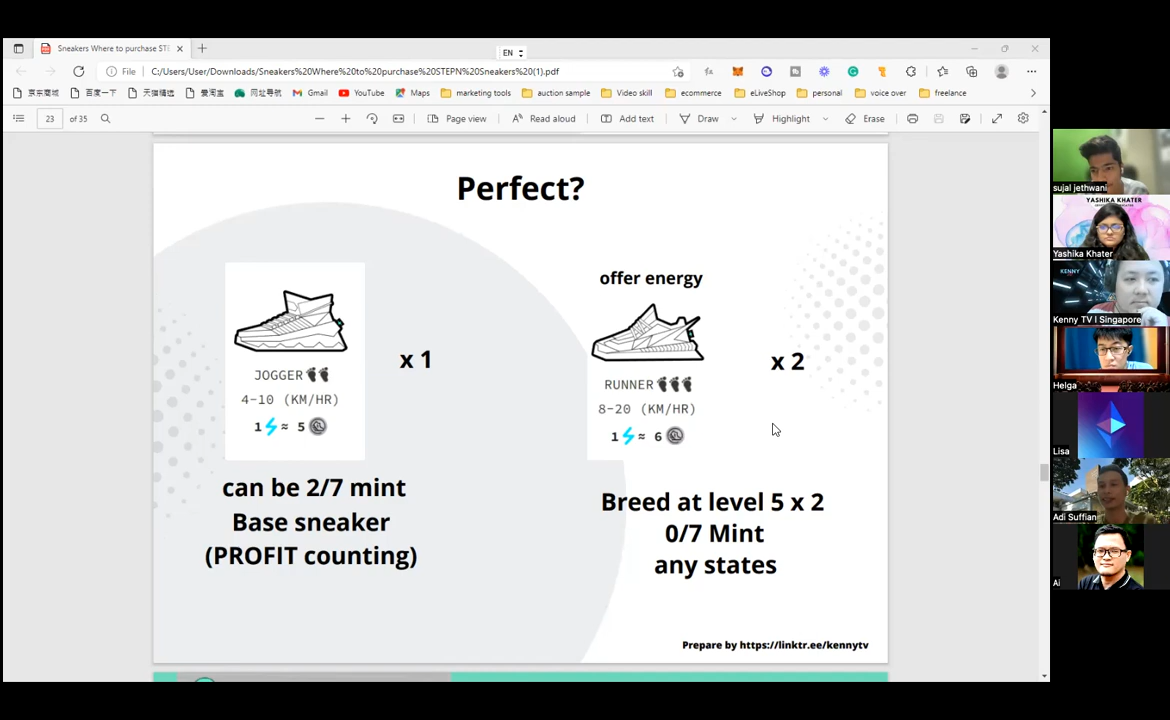 Sneakers Where to purchase STE
EN
File
C:/Users/User/Downloads/Sneakers%20Where%20to%20purchase%20STEPN%20Sneakers%20(1).pdf
京东商城
百度一下
天猫精选
爱淘宝
网址导航
Gmail
YouTube
Maps
marketing tools
auction sample
Video skill
ecommerce
eLiveShop
personal
voice over
freelance
23 of 35
Page view
Read aloud
Add text
Draw
Highlight
Erase
Perfect?
JOGGER
4-10 (KM/HR)
1 ≈ 5
x 1
can be 2/7 mint
Base sneaker
(PROFIT counting)
offer energy
RUNNER
8-20 (KM/HR)
1 ≈ 6
x 2
Breed at level 5 x 2
0/7 Mint
any states
Prepare by https://linktr.ee/kennytv
sujal jethwani
YASHIKA KHATER
Yashika Khater
KENNY
Kenny TV I Singapore
Helga
Lisa
Adi Suffian
Ai